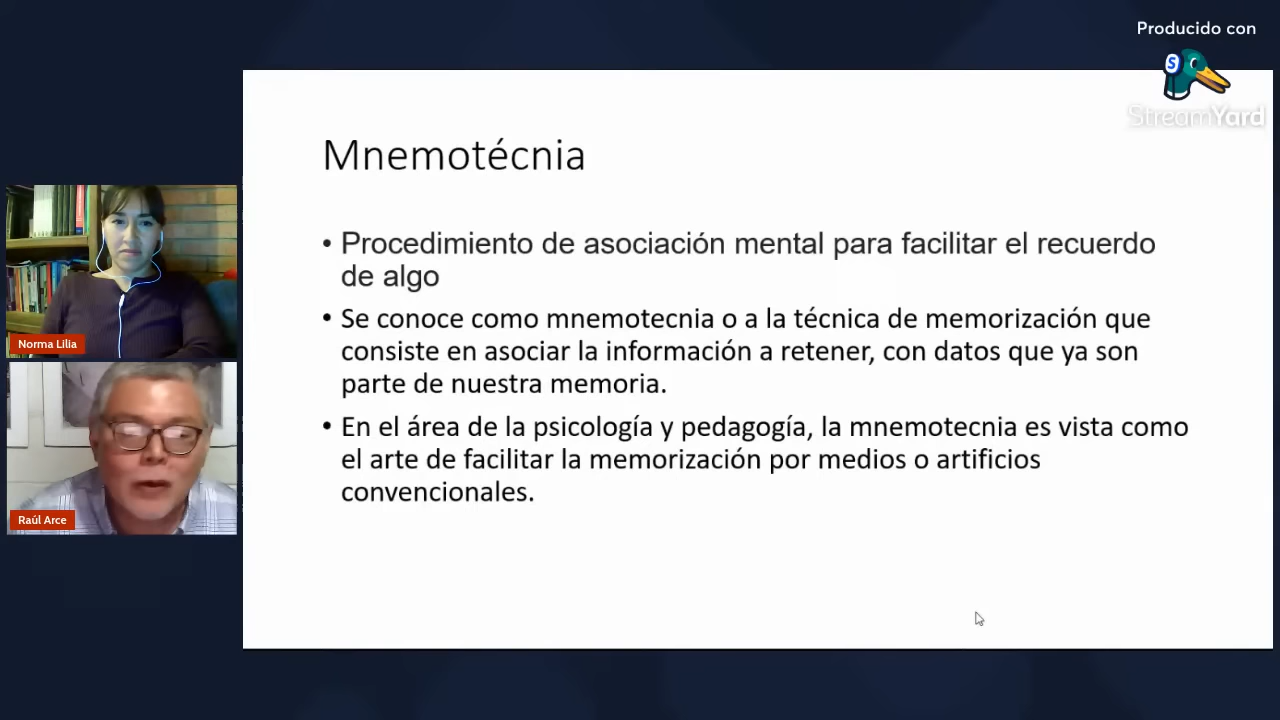 Producido con
StreamYard
Mnemotécnia
• Procedimiento de asociación mental para facilitar el recuerdo
de algo
• Se conoce como mnemotecnia o a la técnica de memorización que
consiste en asociar la información a retener, con datos que ya son
parte de nuestra memoria.
• En el área de la psicología y pedagogía, la mnemotecnia es vista como
el arte de facilitar la memorización por medios o artificios
convencionales.
Norma Lilia
Raúl Arce